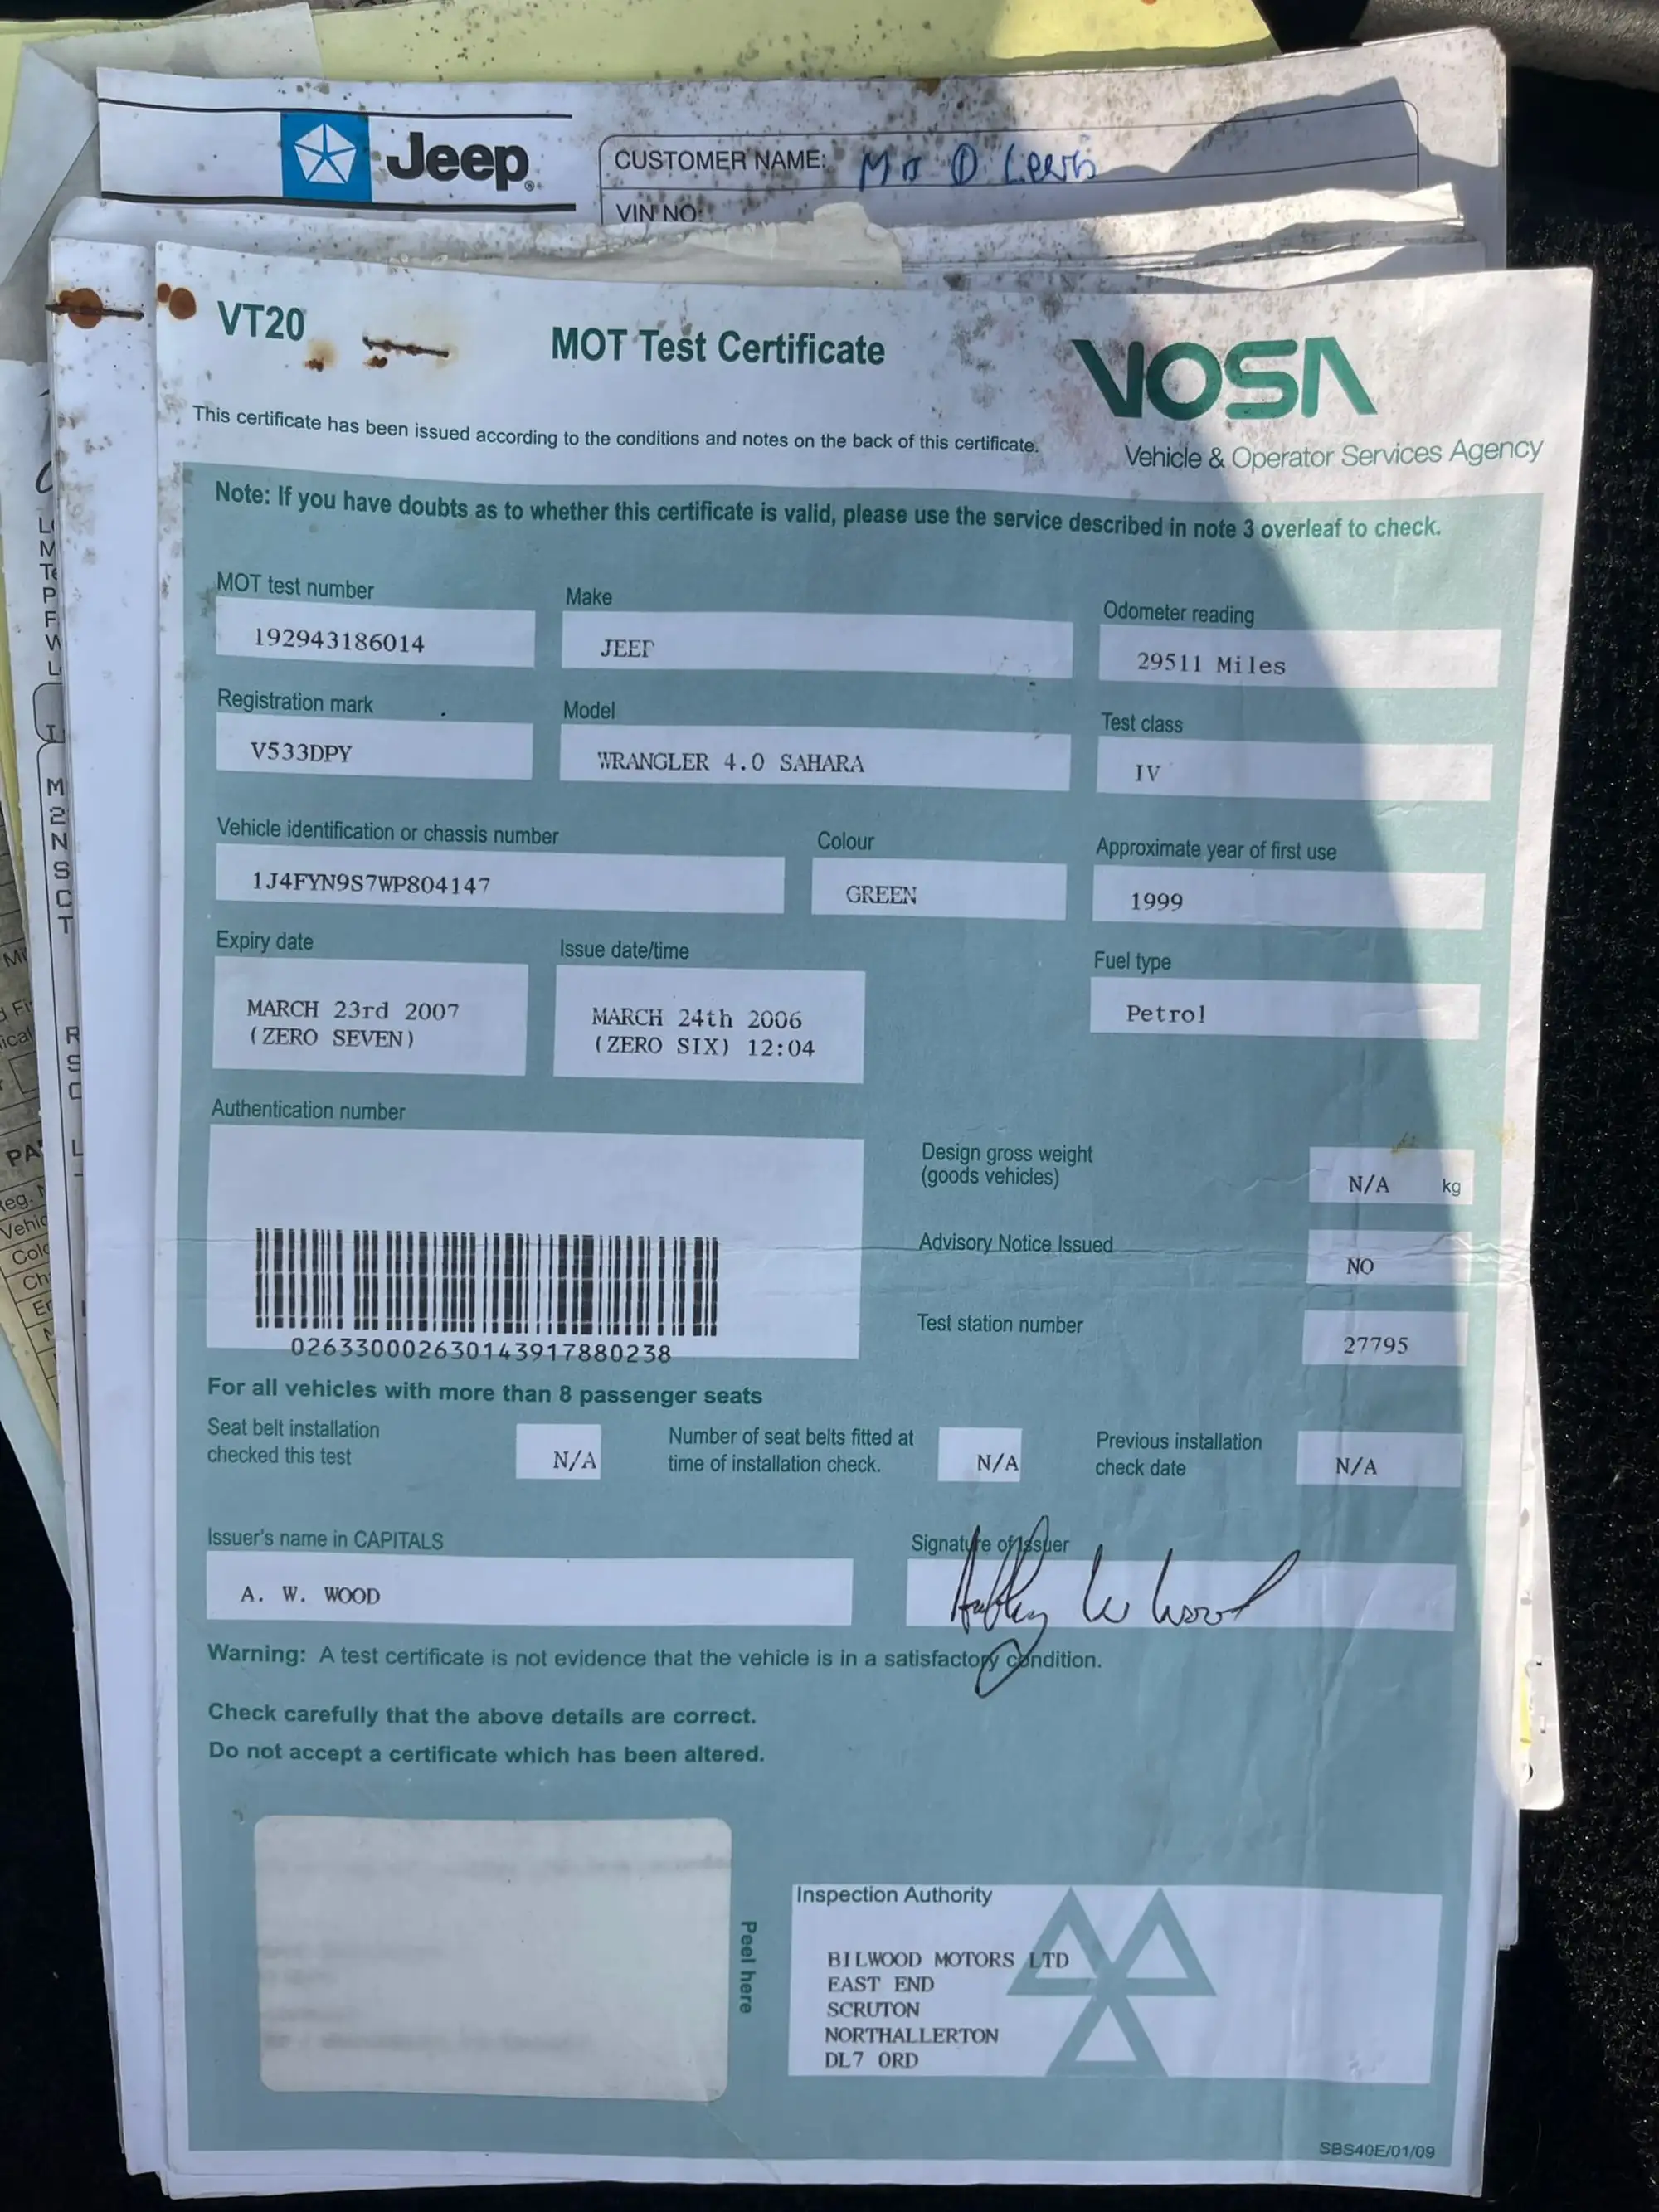 Jeep
CUSTOMER NAME: Mr D Lewis
VIN NO:
VT20
MOT Test Certificate
VOSA
Vehicle & Operator Services Agency
This certificate has been issued according to the conditions and notes on the back of this certificate.
Note: If you have doubts as to whether this certificate is valid, please use the service described in note 3 overleaf to check.
MOT test number
192943186014
Make
JEEP
Odometer reading
29511 Miles
Registration mark
V533DPY
Model
WRANGLER 4.0 SAHARA
Test class
IV
Vehicle identification or chassis number
1J4FYN9S7WP804147
Colour
GREEN
Approximate year of first use
1999
Expiry date
MARCH 23rd 2007
(ZERO SEVEN)
Issue date/time
MARCH 24th 2006
(ZERO SIX) 12:04
Fuel type
Petrol
Authentication number
026330002630143917880238
Design gross weight
(goods vehicles)
N/A kg
Advisory Notice Issued
NO
Test station number
27795
For all vehicles with more than 8 passenger seats
Seat belt installation
checked this test
N/A
Number of seat belts fitted at
time of installation check.
N/A
Previous installation
check date
N/A
Issuer's name in CAPITALS
A. W. WOOD
Signature of Issuer
Warning: A test certificate is not evidence that the vehicle is in a satisfactory condition.
Check carefully that the above details are correct.
Do not accept a certificate which has been altered.
Peel here
Inspection Authority
BILWOOD MOTORS LTD
EAST END
SCRUTON
NORTHALLERTON
DL7 0RD
SBS40E/01/09